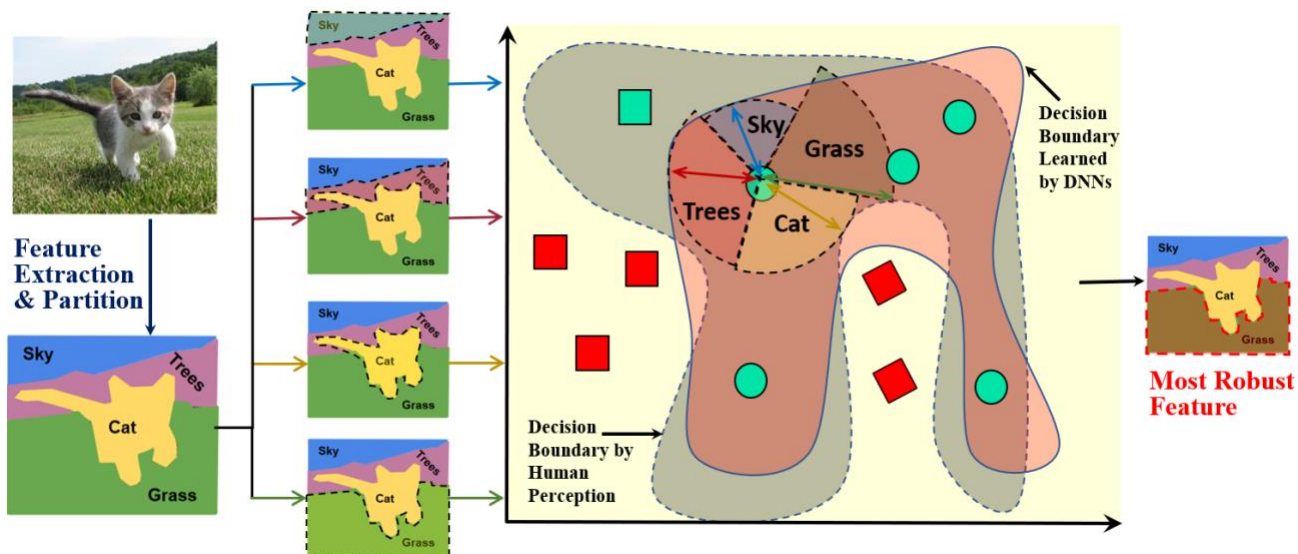 Feature
Extraction
& Partition
Sky
Trees
Cat
Grass
Sky
Trees
Cat
Grass
Sky
Trees
Cat
Grass
Sky
Trees
Cat
Grass
Sky
Trees
Cat
Grass
Sky
Grass
Trees
Cat
Decision
Boundary
Learned
by DNNs
Decision
Boundary by
Human
Perception
Sky
Trees
Cat
Grass
Most Robust
Feature